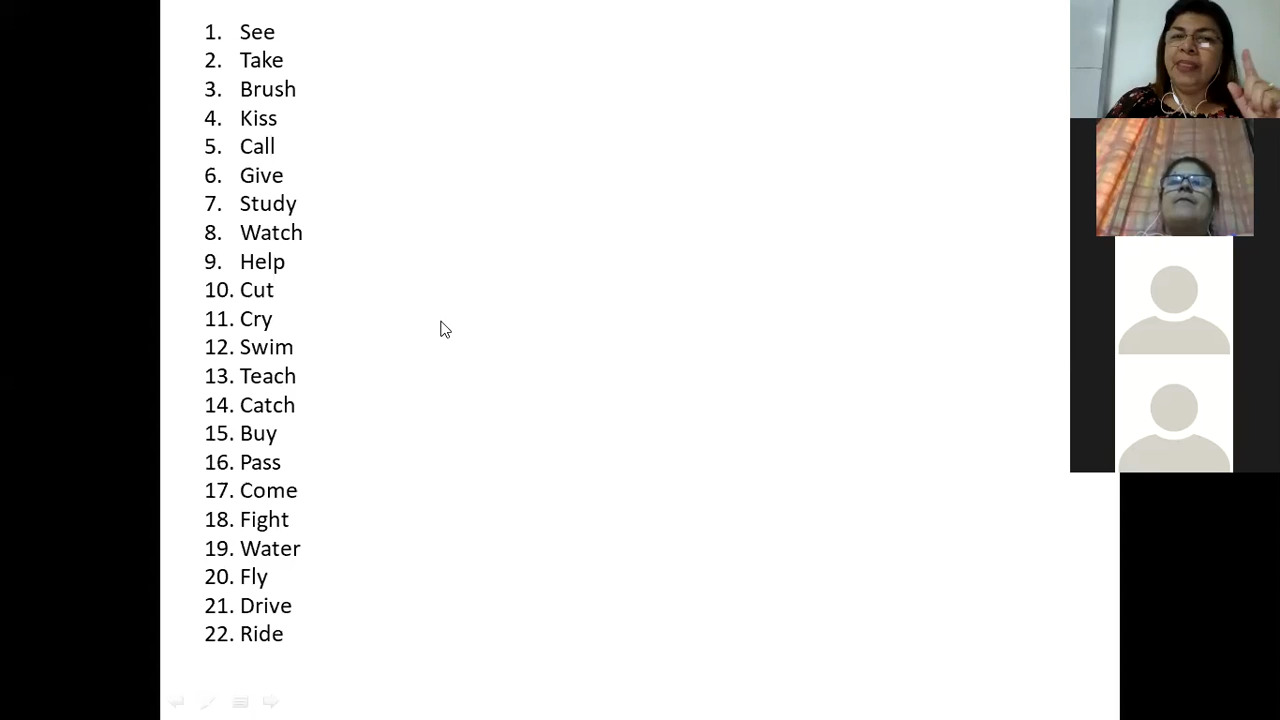 1. See
2. Take
3. Brush
4. Kiss
5. Call
6. Give
7. Study
8. Watch
9. Help
10. Cut
11. Cry
12. Swim
13. Teach
14. Catch
15. Buy
16. Pass
17. Come
18. Fight
19. Water
20. Fly
21. Drive
22. Ride